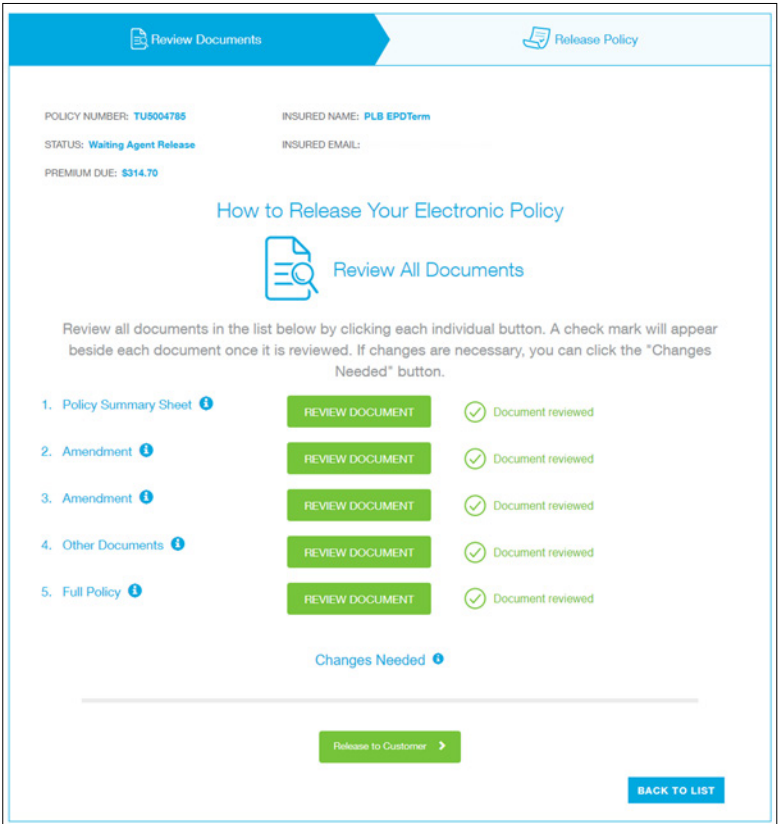 Review Documents
Release Policy
POLICY NUMBER: TU5004785
INSURED NAME: PLB EPDTerm
STATUS: Waiting Agent Release
INSURED EMAIL:
PREMIUM DUE: $314.70
How to Release Your Electronic Policy
Review All Documents
Review all documents in the list below by clicking each individual button. A check mark will appear
beside each document once it is reviewed. If changes are necessary, you can click the "Changes
Needed" button.
1. Policy Summary Sheet
REVIEW DOCUMENT
Document reviewed
2. Amendment
REVIEW DOCUMENT
Document reviewed
3. Amendment
REVIEW DOCUMENT
Document reviewed
4. Other Documents
REVIEW DOCUMENT
Document reviewed
5. Full Policy
REVIEW DOCUMENT
Document reviewed
Changes Needed
Release to Customer
BACK TO LIST